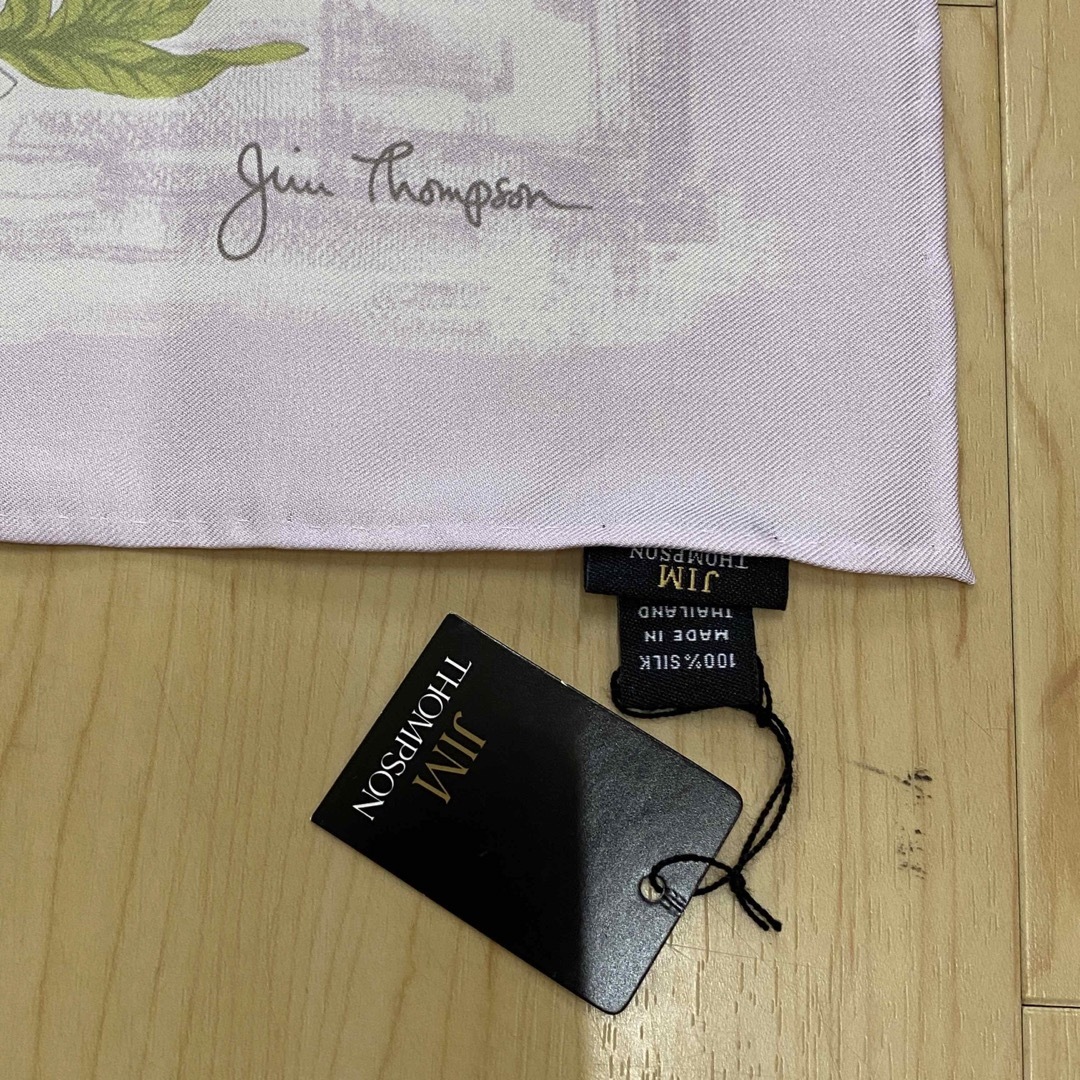 Jim Thompson
JIM
THOMPSON
100% SILK
MADE IN
THAILAND
JIM
THOMPSON